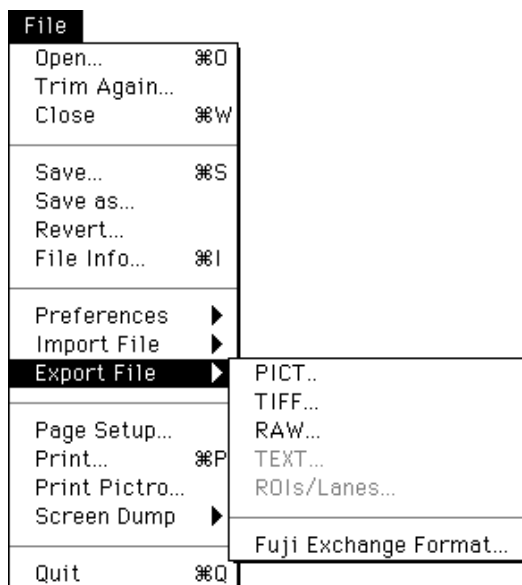 File
Open... ⌘O
Trim Again...
Close ⌘W
Save... ⌘S
Save as...
Revert...
File Info... ⌘I
Preferences ▶
Import File ▶
Export File ▶
PICT..
TIFF...
RAW...
TEXT...
ROIs/Lanes...
Fuji Exchange Format...
Page Setup...
Print... ⌘P
Print Pictro...
Screen Dump ▶
Quit ⌘Q